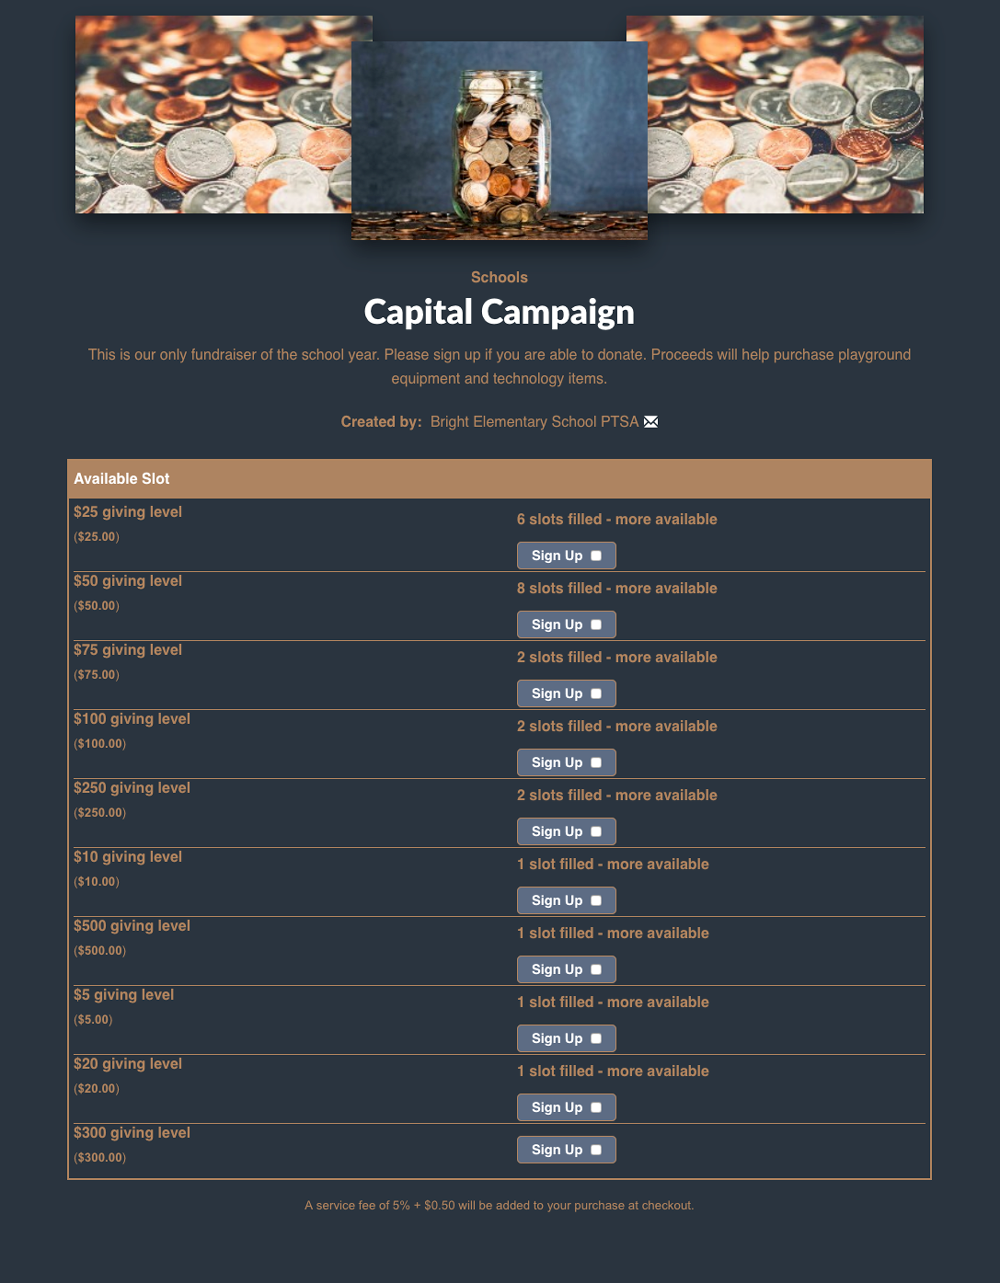 Schools
Capital Campaign
This is our only fundraiser of the school year. Please sign up if you are able to donate. Proceeds will help purchase playground
equipment and technology items.
Created by: Bright Elementary School PTSA
Available Slot
$25 giving level
6 slots filled - more available
($25.00)
Sign Up
$50 giving level
8 slots filled - more available
($50.00)
Sign Up
$75 giving level
2 slots filled - more available
($75.00)
Sign Up
$100 giving level
2 slots filled - more available
($100.00)
Sign Up
$250 giving level
2 slots filled - more available
($250.00)
Sign Up
$10 giving level
1 slot filled - more available
($10.00)
Sign Up
$500 giving level
1 slot filled - more available
($500.00)
Sign Up
$5 giving level
1 slot filled - more available
($5.00)
Sign Up
$20 giving level
1 slot filled - more available
($20.00)
Sign Up
$300 giving level
Sign Up
($300.00)
A service fee of 5% + $0.50 will be added to your purchase at checkout.